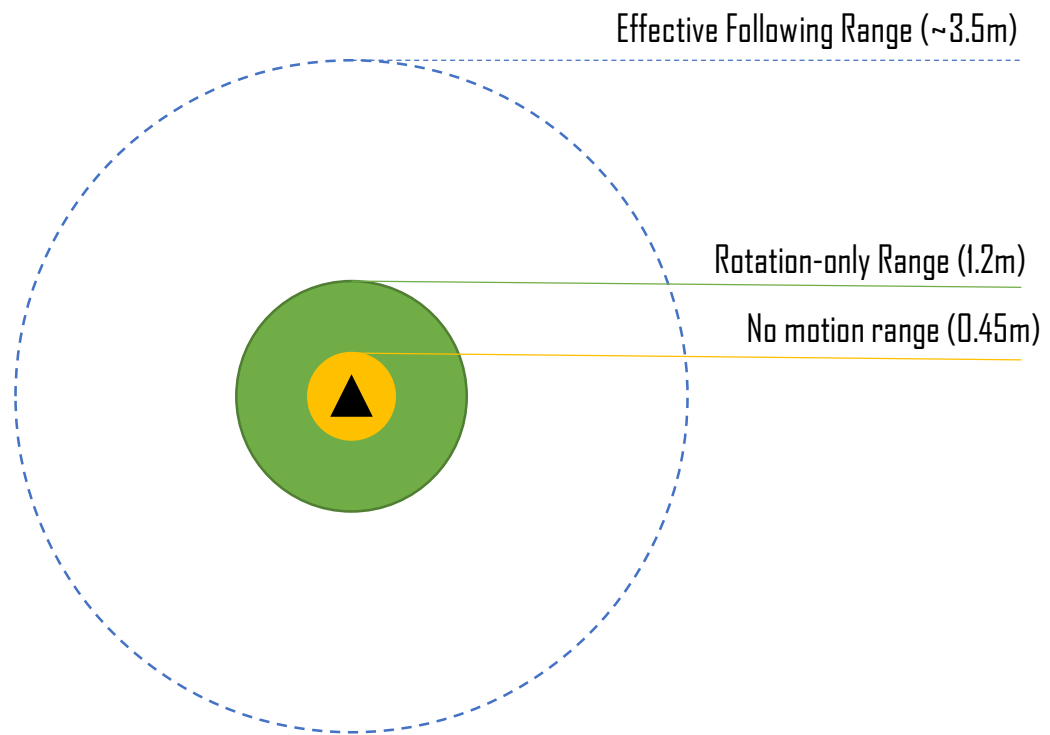 Effective Following Range (~3.5m)
Rotation-only Range (1.2m)
No motion range (0.45m)